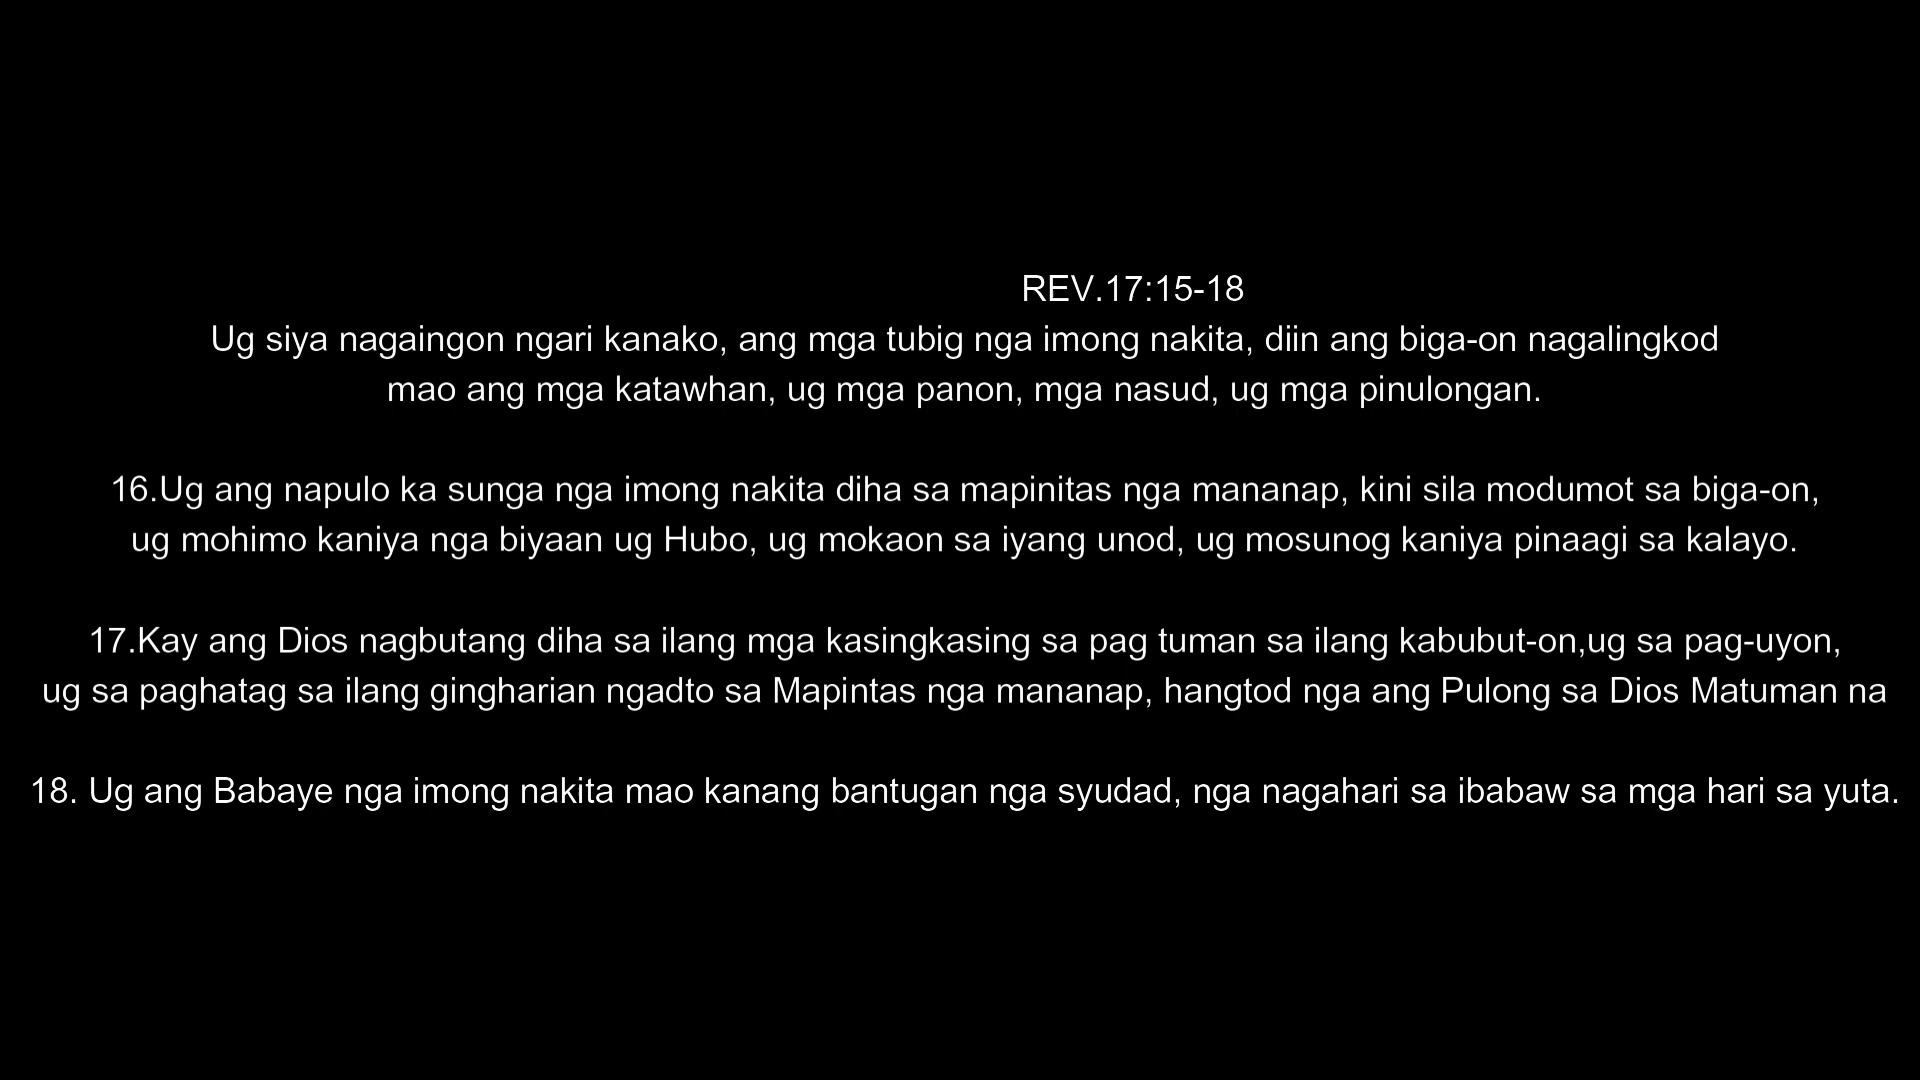 REV.17:15-18
Ug siya nagaingon ngari kanako, ang mga tubig nga imong nakita, diin ang biga-on nagalingkod
mao ang mga katawhan, ug mga panon, mga nasud, ug mga pinulongan.
16.Ug ang napulo ka sunga nga imong nakita diha sa mapinitas nga mananap, kini sila modumot sa biga-on,
ug mohimo kaniya nga biyaan ug Hubo, ug mokaon sa iyang unod, ug mosunog kaniya pinaagi sa kalayo.
17.Kay ang Dios nagbutang diha sa ilang mga kasingkasing sa pag tuman sa ilang kabubut-on,ug sa pag-uyon,
ug sa paghatag sa ilang gingharian ngadto sa Mapintas nga mananap, hangtod nga ang Pulong sa Dios Matuman na
18. Ug ang Babaye nga imong nakita mao kanang bantugan nga syudad, nga nagahari sa ibabaw sa mga hari sa yuta.